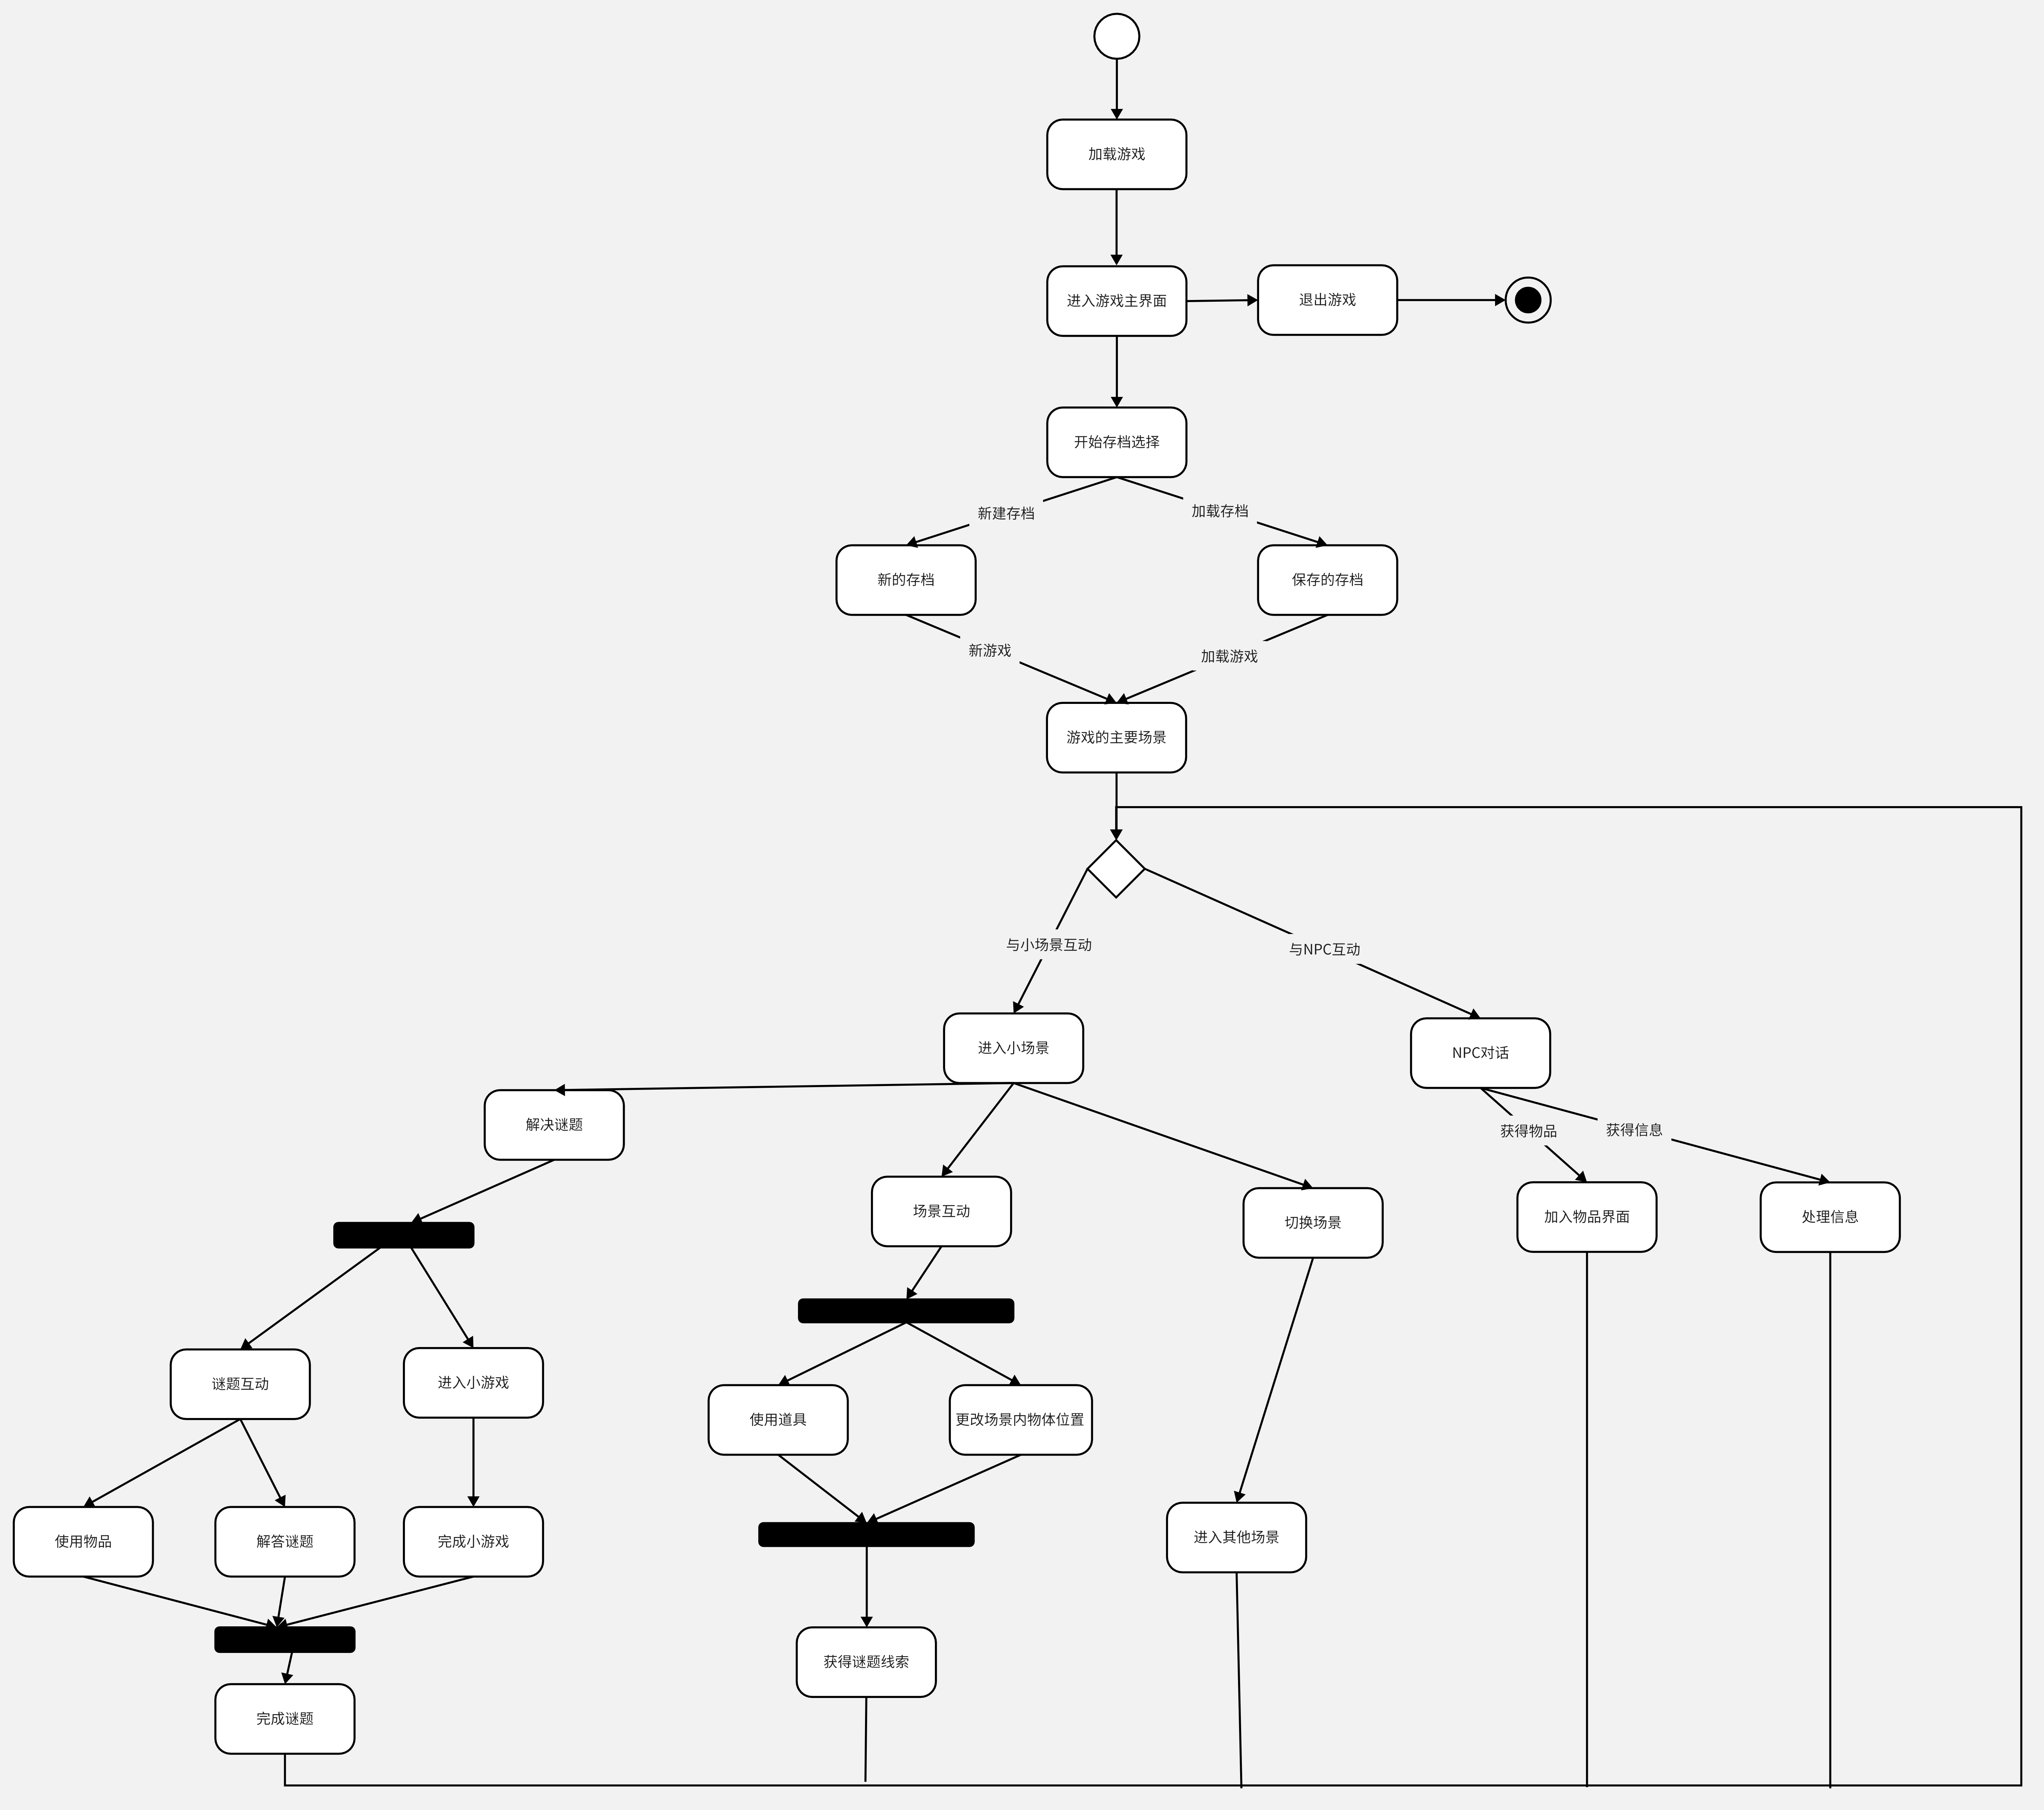 加载游戏
进入游戏主界面
退出游戏
开始存档选择
新建存档
加载存档
新的存档
保存的存档
新游戏
加载游戏
游戏的主要场景
与小场景互动
与NPC互动
进入小场景
NPC对话
解决谜题
获得物品
获得信息
场景互动
切换场景
加入物品界面
处理信息
谜题互动
进入小游戏
使用道具
更改场景内物体位置
使用物品
解答谜题
完成小游戏
进入其他场景
获得谜题线索
完成谜题